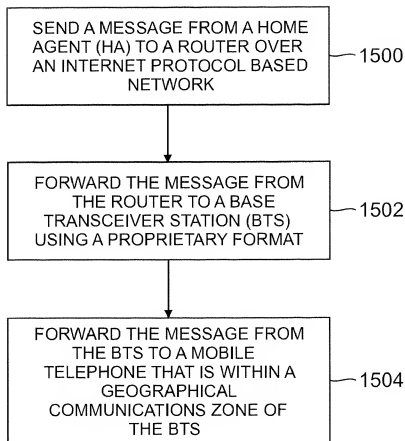 SEND A MESSAGE FROM A HOME
AGENT (HA) TO A ROUTER OVER
AN INTERNET PROTOCOL BASED
NETWORK
1500
FORWARD THE MESSAGE FROM
THE ROUTER TO A BASE
TRANSCEIVER STATION (BTS)
USING A PROPRIETARY FORMAT
1502
FORWARD THE MESSAGE FROM
THE BTS TO A MOBILE
TELEPHONE THAT IS WITHIN A
GEOGRAPHICAL
COMMUNICATIONS ZONE OF
THE BTS
1504